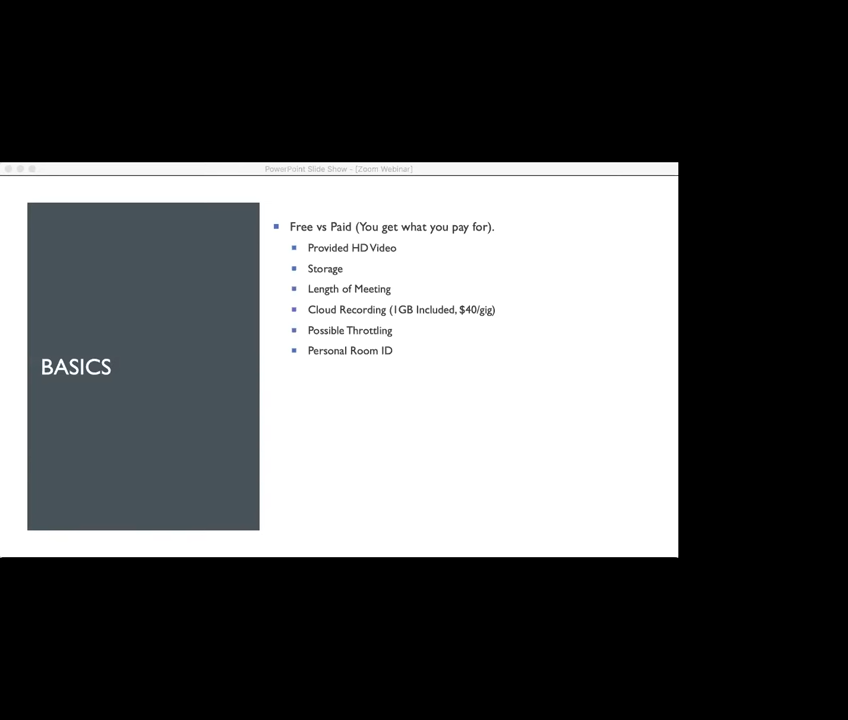 PowerPoint Slide Show - [Zoom Webinar]
BASICS
Free vs Paid (You get what you pay for).
Provided HD Video
Storage
Length of Meeting
Cloud Recording (1GB Included, $40/gig)
Possible Throttling
Personal Room ID